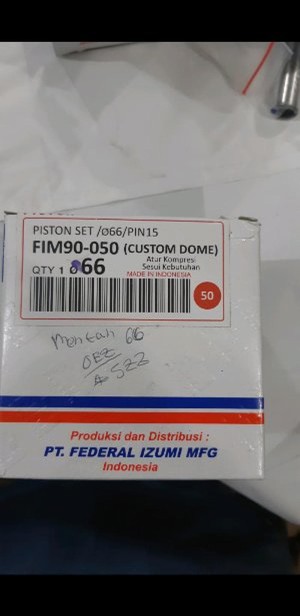 PISTON SET /Ø66/PIN15
FIM90-050 (CUSTOM DOME)
Atur Kompresi
Sesui Kebutuhan
QTY 1 Ø 66
MADE IN INDONESIA
50
Mentah 66
Produksi dan Distribusi :
PT. FEDERAL IZUMI MFG
Indonesia